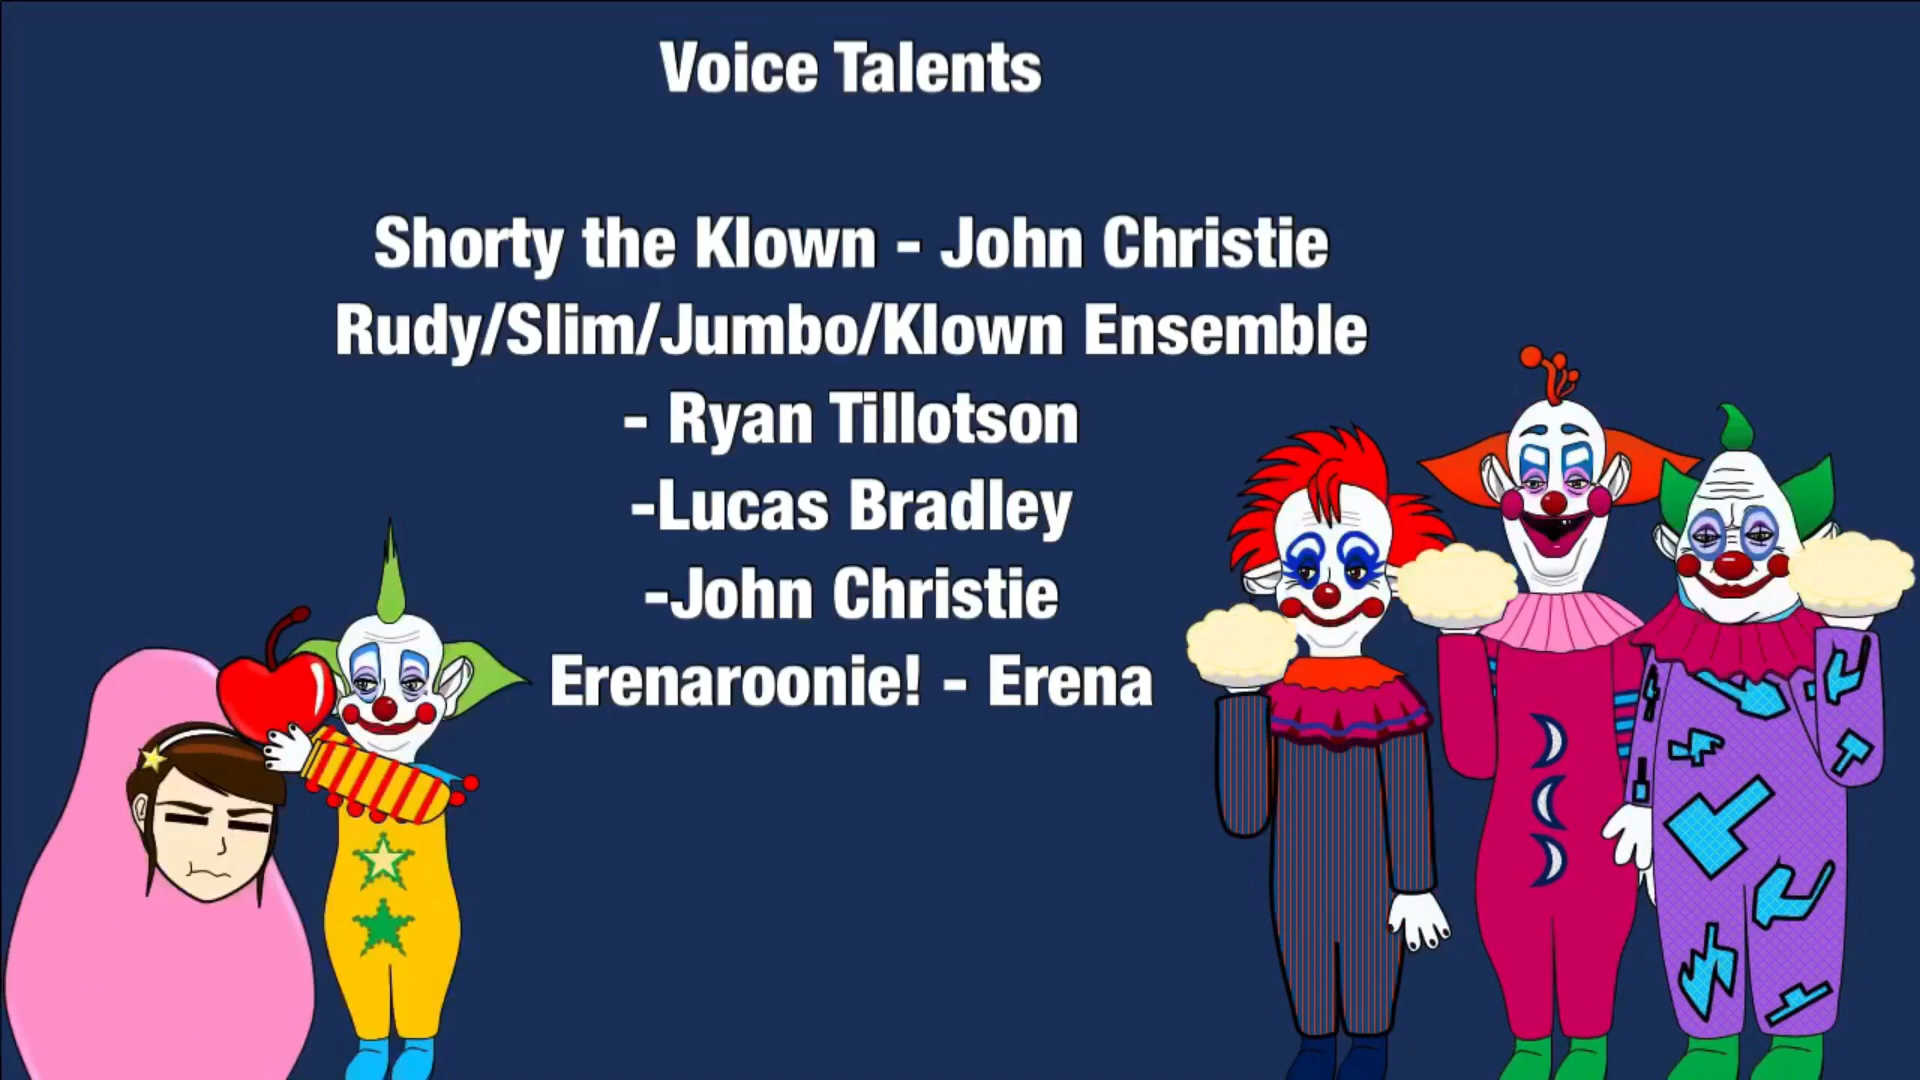 Voice Talents
Shorty the Klown - John Christie
Rudy/Slim/Jumbo/Klown Ensemble
- Ryan Tillotson
-Lucas Bradley
-John Christie
Erenaroonie! - Erena